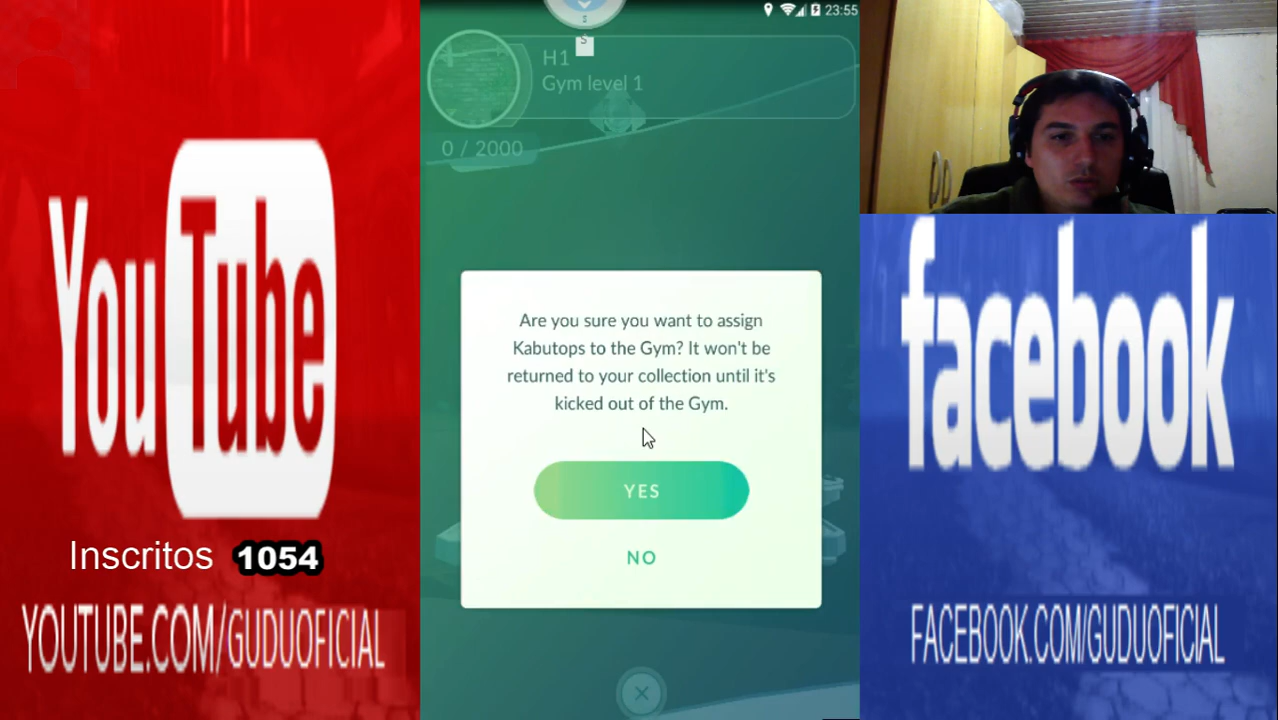 You Tube
Inscritos 1054
YOUTUBE.COM/GUDUOFICIAL
23:55
S
S
H1
Gym level 1
0 / 2000
Are you sure you want to assign
Kabutops to the Gym? It won't be
returned to your collection until it's
kicked out of the Gym.
YES
NO
facebook
FACEBOOK.COM/GUDUOFICIAL